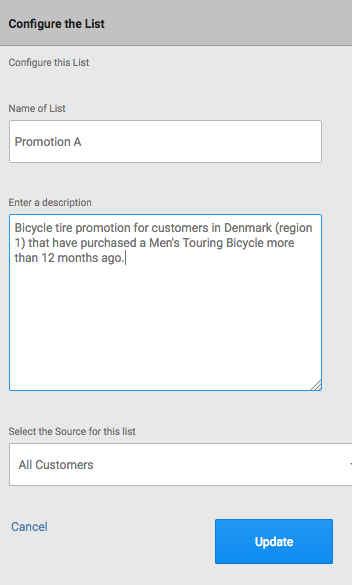 Configure the List
Configure this List
Name of List
Promotion A
Enter a description
Bicycle tire promotion for customers in Denmark (region
1) that have purchased a Men's Touring Bicycle more
than 12 months ago.
Select the Source for this list
All Customers
Cancel
Update